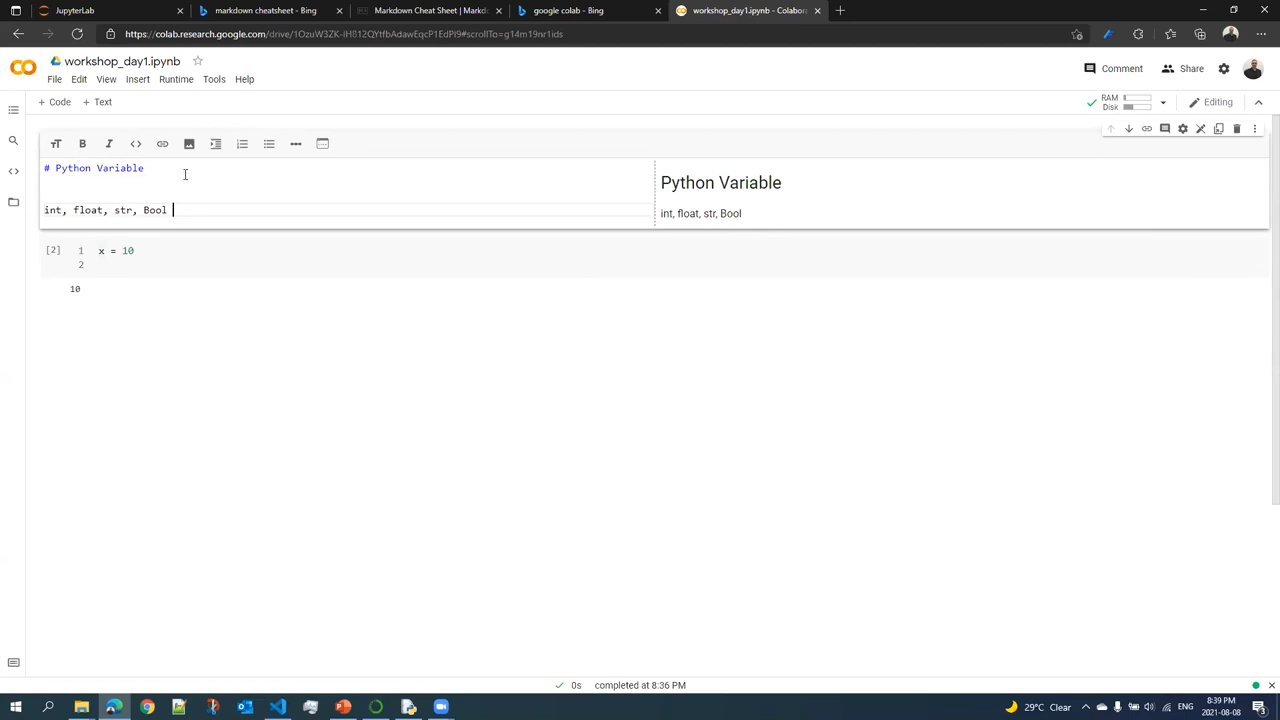 JupyterLab
markdown cheatsheet - Bing
Markdown Cheat Sheet | Markd
google colab - Bing
workshop_day1.ipynb - Colabora
workshop_day1.ipynb
File Edit View Insert Runtime Tools Help
Comment
Share
+ Code + Text
RAM
Disk
Editing
# Python Variable
int, float, str, Bool
Python Variable
int, float, str, Bool
[2] 1 x = 10
2
10
0s completed at 8:36 PM
29°C Clear
ENG
8:39 PM
2021-08-08